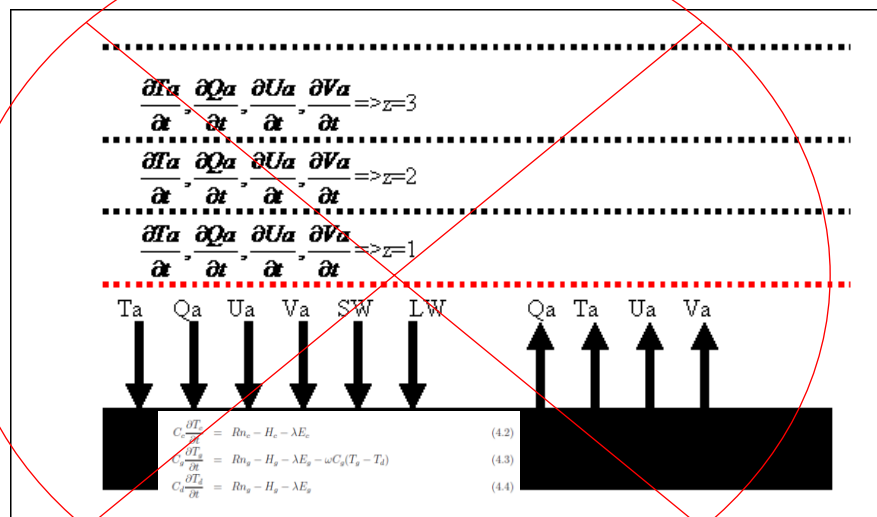 ∂Ta/∂t, ∂Qa/∂t, ∂Ua/∂t, ∂Va/∂t =>z=3
∂Ta/∂t, ∂Qa/∂t, ∂Ua/∂t, ∂Va/∂t =>z=2
∂Ta/∂t, ∂Qa/∂t, ∂Ua/∂t, ∂Va/∂t =>z=1
Ta Qa Ua Va SW LW Qa Ta Ua Va
C_c ∂T_c/∂t = Rn_c − H_c − λE_c (4.2)
C_g ∂T_g/∂t = Rn_g − H_g − λE_g − ωC_g(T_g − T_d) (4.3)
C_d ∂T_d/∂t = Rn_g − H_g − λE_g (4.4)